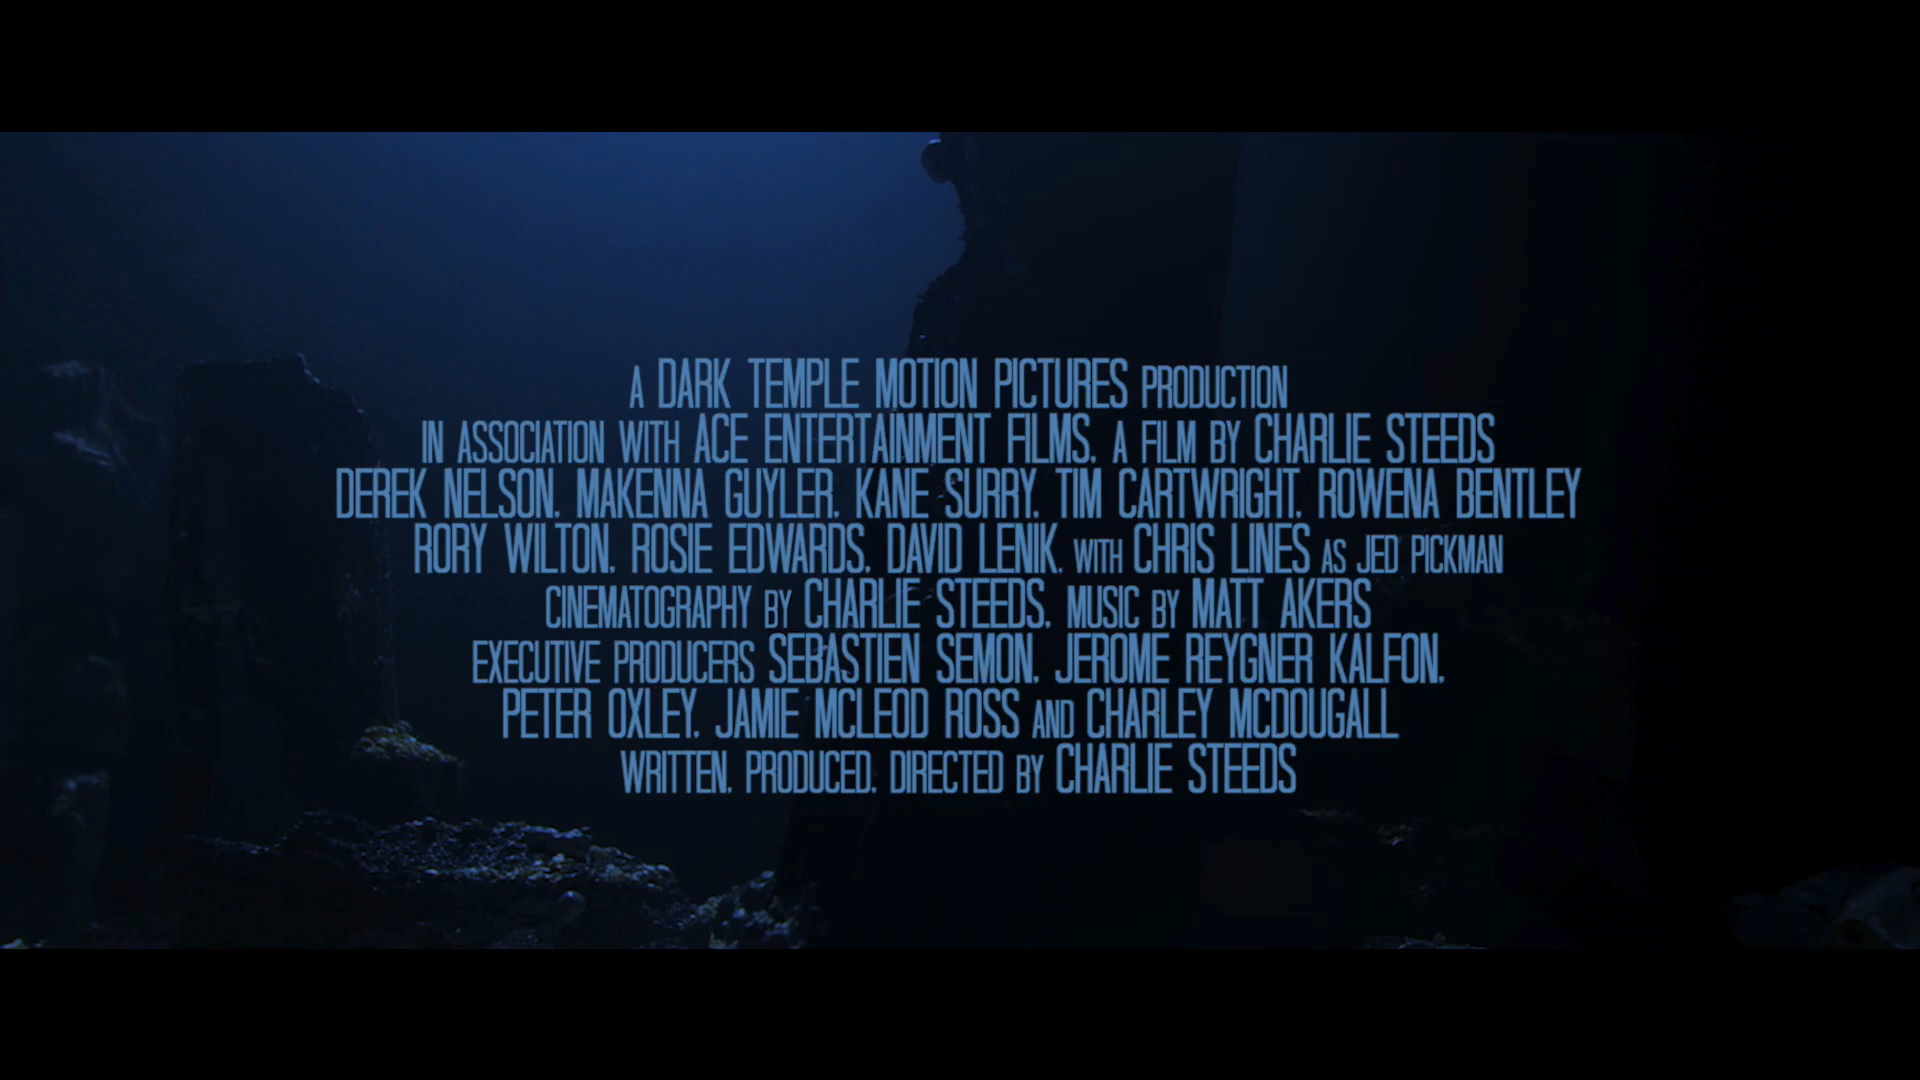 A DARK TEMPLE MOTION PICTURES PRODUCTION
IN ASSOCIATION WITH ACE ENTERTAINMENT FILMS, A FILM BY CHARLIE STEEDS
DEREK NELSON, MAKENNA GUYLER, KANE SURRY, TIM CARTWRIGHT, ROWENA BENTLEY
RORY WILTON, ROSIE EDWARDS, DAVID LENIK, WITH CHRIS LINES AS JED PICKMAN
CINEMATOGRAPHY BY CHARLIE STEEDS, MUSIC BY MATT AKERS
EXECUTIVE PRODUCERS SEBASTIEN SEMON, JEROME REYGNER KALFON,
PETER OXLEY, JAMIE MCLEOD ROSS AND CHARLEY MCDOUGALL
WRITTEN, PRODUCED, DIRECTED BY CHARLIE STEEDS